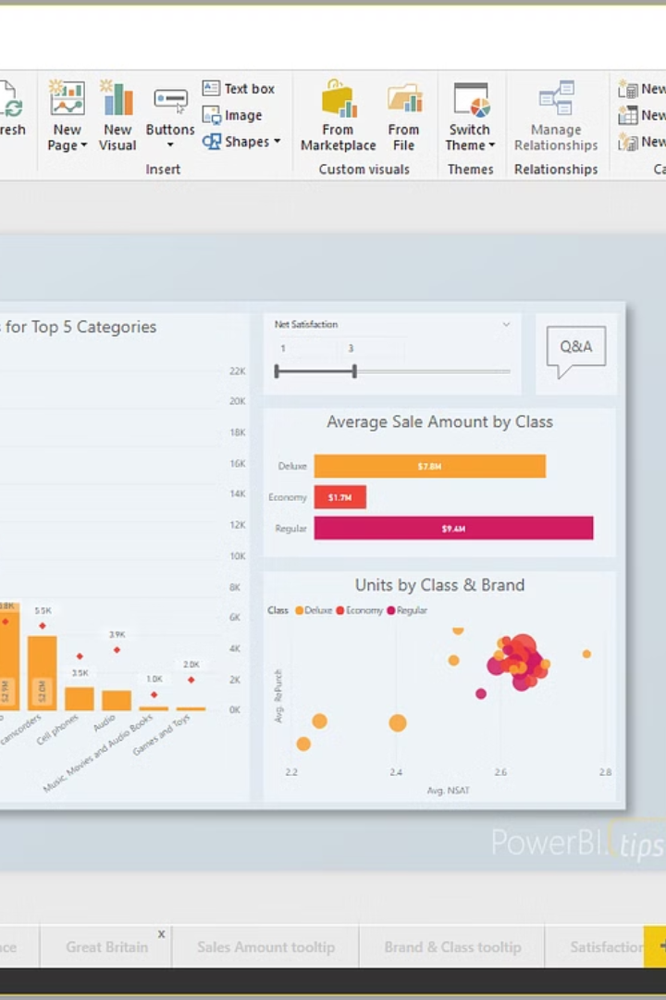 resh
New
Page
New
Visual
Buttons
Text box
Image
Shapes
Insert
From
Marketplace
From
File
Custom visuals
Switch
Theme
Themes
Manage
Relationships
Relationships
New
New
New
Ca
s for Top 5 Categories
22K
20K
18K
16K
14K
12K
10K
8K
6K
4K
2K
0K
5.5K
3.5K
3.9K
1.0K
2.0K
$2.9M
$2.0M
camcorders
Cell phones
Audio
Music, Movies and Audio Books
Games and Toys
Net Satisfaction
1 3
Q&A
Average Sale Amount by Class
Deluxe $7.8M
Economy $1.7M
Regular $9.4M
Units by Class & Brand
Class Deluxe Economy Regular
Avg. RePurch
2.2 2.4 2.6 2.8
Avg. NSAT
PowerBI. tips
nce
Great Britain x
Sales Amount tooltip
Brand & Class tooltip
Satisfaction
+